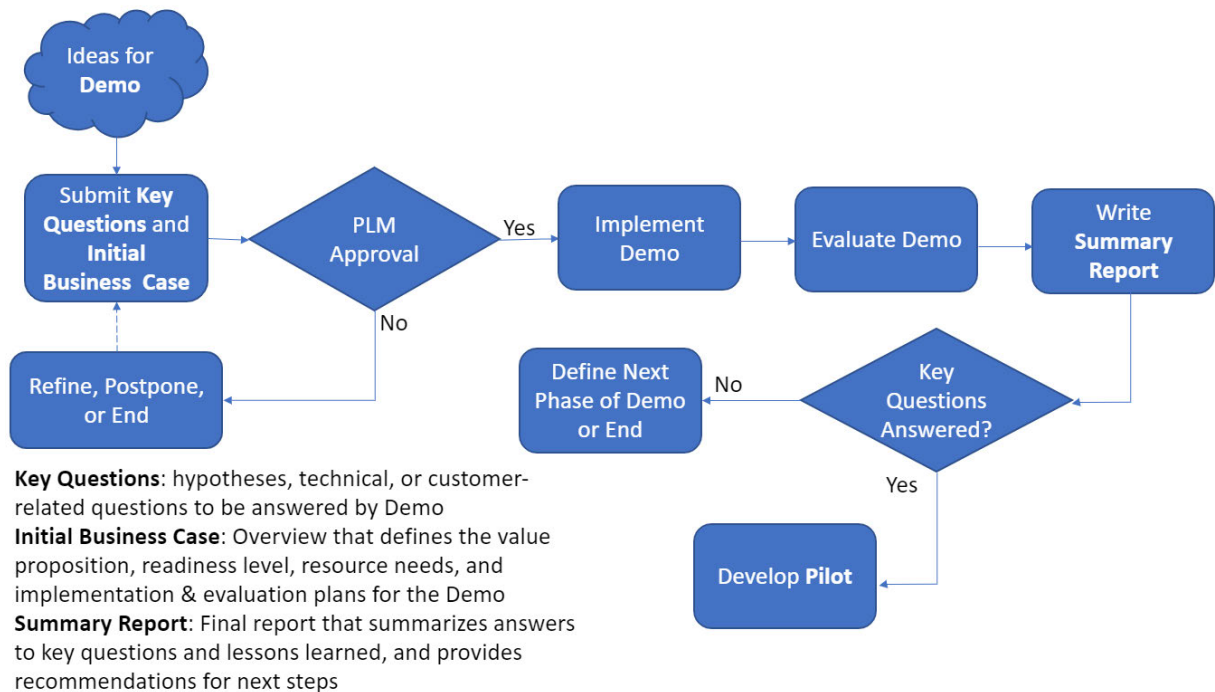 Ideas for
Demo
Submit Key
Questions and
Initial
Business Case
PLM
Approval
Yes
Implement
Demo
Evaluate Demo
Write
Summary
Report
No
Refine, Postpone,
or End
Define Next
Phase of Demo
or End
No
Key
Questions
Answered?
Yes
Develop Pilot
Key Questions: hypotheses, technical, or customer-
related questions to be answered by Demo
Initial Business Case: Overview that defines the value
proposition, readiness level, resource needs, and
implementation & evaluation plans for the Demo
Summary Report: Final report that summarizes answers
to key questions and lessons learned, and provides
recommendations for next steps